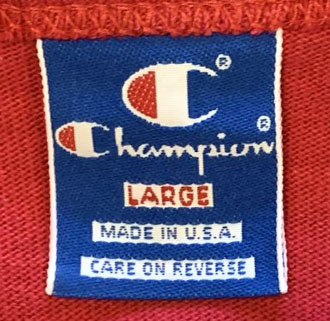 ®
Champion®
LARGE
MADE IN U.S.A.
CARE ON REVERSE